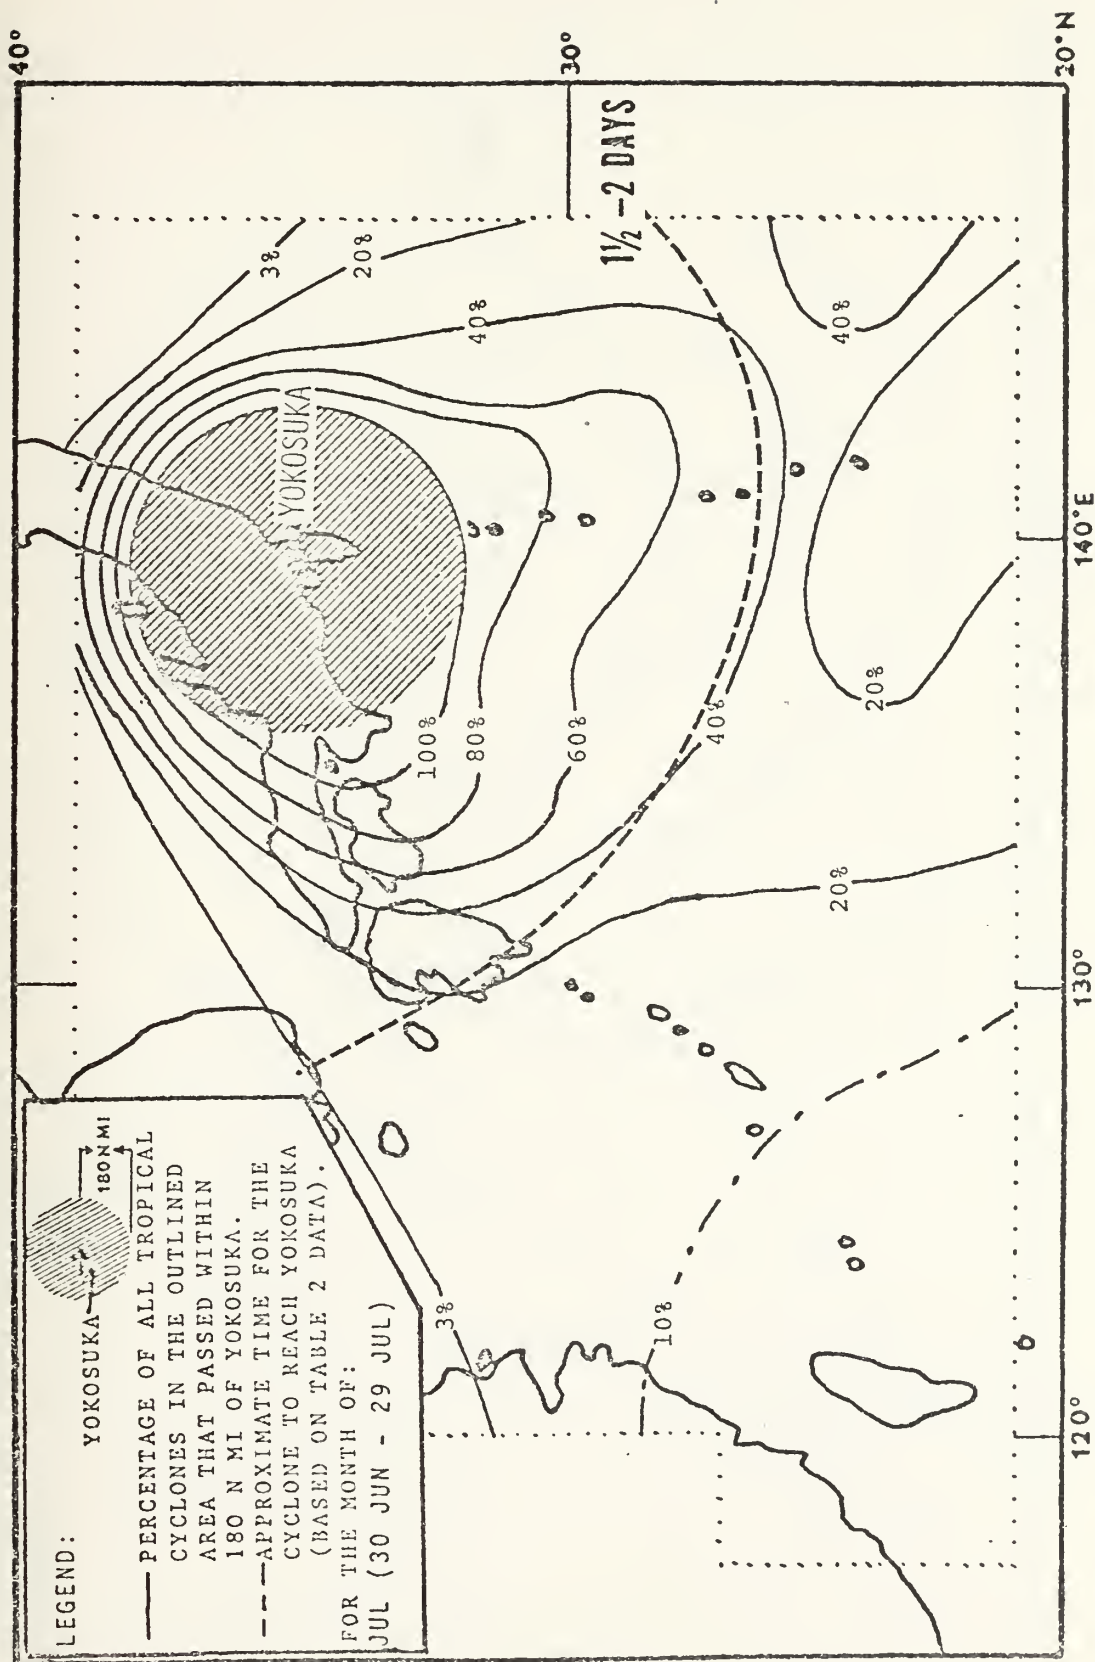 LEGEND:
YOKOSUKA
180 N MI
PERCENTAGE OF ALL TROPICAL
CYCLONES IN THE OUTLINED
AREA THAT PASSED WITHIN
180 N MI OF YOKOSUKA.
APPROXIMATE TIME FOR THE
CYCLONE TO REACH YOKOSUKA
(BASED ON TABLE 2 DATA).
FOR THE MONTH OF:
JUL (30 JUN - 29 JUL)
40°
30°
20°N
120°
130°
140°E
YOKOSUKA
1½ -2 DAYS
3%
20%
40%
40%
100%
80%
60%
40%
20%
20%
3%
10%